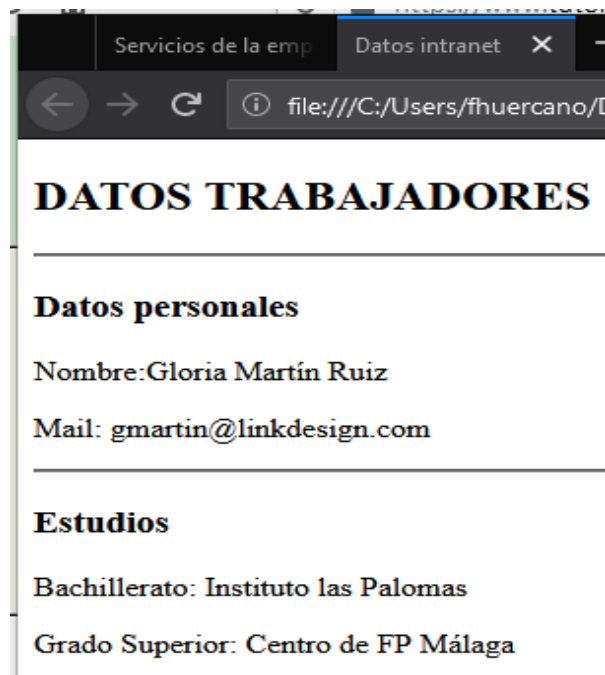 Servicios de la emp Datos intranet
file:///C:/Users/fhuercano/D
DATOS TRABAJADORES
Datos personales
Nombre:Gloria Martín Ruiz
Mail: gmartin@linkdesign.com
Estudios
Bachillerato: Instituto las Palomas
Grado Superior: Centro de FP Málaga